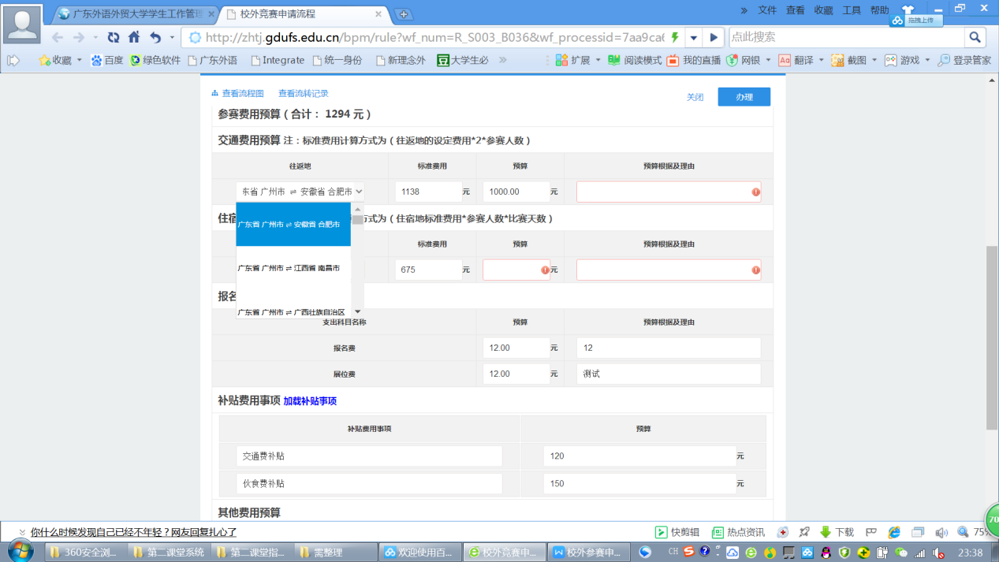 广东外语外贸大学学生工作管理
校外竞赛申请流程
文件 查看 收藏 工具 帮助
拖拽上传
http://zhtj.gdufs.edu.cn/bpm/rule?wf_num=R_S003_B036&wf_processid=7aa9ca6
点此搜索
收藏 百度 绿色软件 广东外语 Integrate 统一身份 新理念外 大学生必 扩展 阅读模式 我的直播 网银 翻译 截图 游戏 登录管家
查看流程图 查看流转记录 关闭 办理
参赛费用预算 ( 合计： 1294 元 )
交通费用预算 注：标准费用计算方式为（往返地的设定费用*2*参赛人数）
往返地 标准费用 预算 预算根据及理由
东省 广州市 ⇌ 安徽省 合肥市 1138 元 1000.00 元
广东省 广州市 ⇌ 安徽省 合肥市
广东省 广州市 ⇌ 江西省 南昌市
广东省 广州市 ⇌ 广西壮族自治区
住宿 方式为（住宿地标准费用*参赛人数*比赛天数）
标准费用 预算 预算根据及理由
675 元 元
报名
支出科目名称 预算 预算根据及理由
报名费 12.00 元 12
展位费 12.00 元 测试
补贴费用事项 加载补贴事项
补贴费用事项 预算
交通费补贴 120 元
伙食费补贴 150 元
其他费用预算
你什么时候发现自己已经不年轻？网友回复扎心了
快剪辑 热点资讯 下载 75%
70
360安全浏... 第二课堂系统 第二课堂指... 需整理 欢迎使用百... 校外竞赛申... 校外参赛申... CH 23:38